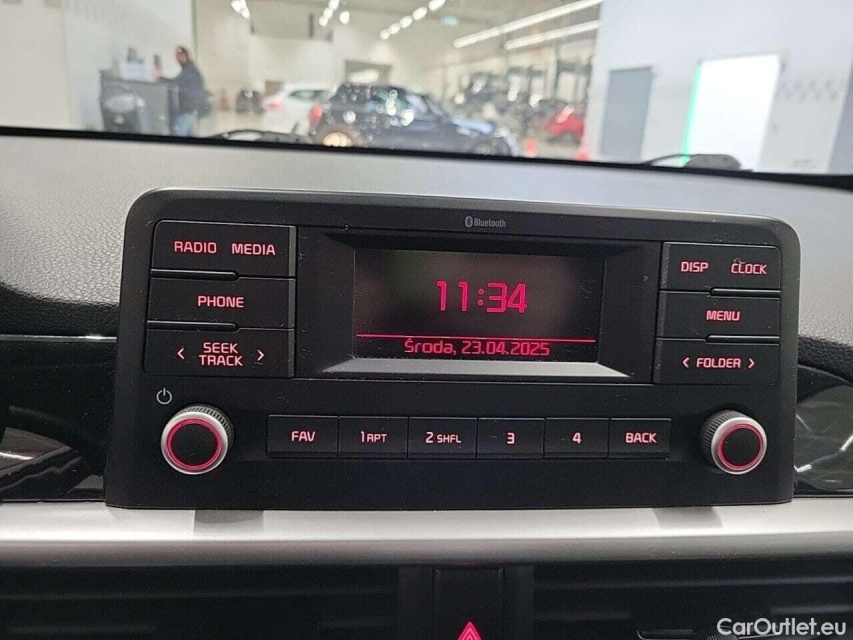 Bluetooth
RADIO MEDIA
DISP CLOCK
11:34
PHONE
MENU
Środa, 23.04.2025
< SEEK TRACK >
< FOLDER >
FAV
1 RPT
2 SHFL
3
4
BACK
CarOutlet.eu